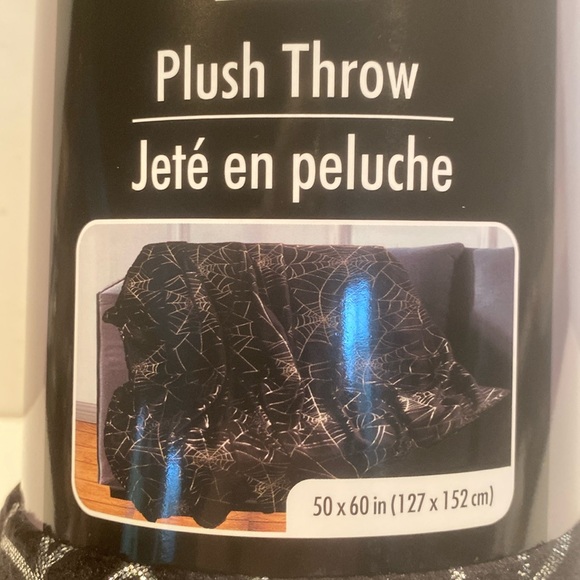 Plush Throw
Jeté en peluche
50 x 60 in (127 x 152 cm)